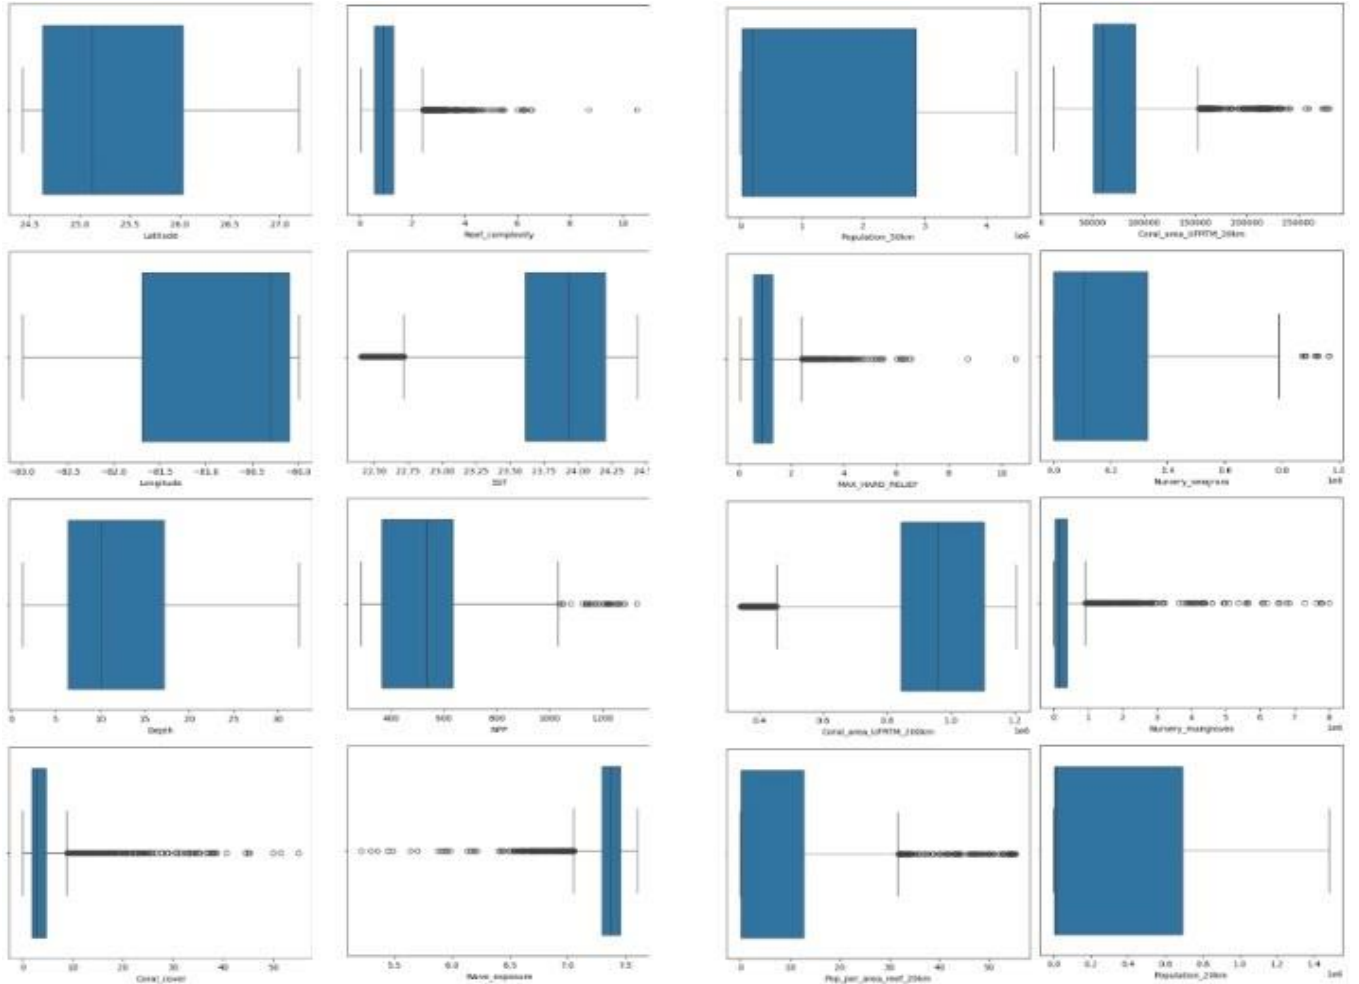 24.5 25.0 25.5 26.0 26.5 27.0
Latitude
0 2 4 6 8 10
Reef_complexity
0 1 2 3 4
Population_50km 1e6
0 50000 100000 150000 200000 250000
Coral_area_UFRTM_20km
−83.0 −82.5 −82.0 −81.5 −81.0 −80.5 −80.0
Longitude
22.50 22.75 23.00 23.25 23.50 23.75 24.00 24.25 24.5
SST
0 2 4 6 8 10
MAX_HARD_RELIEF
0.0 0.2 0.4 0.6 0.8 1.0
Nursery_seagrass 1e6
0 5 10 15 20 25 30
Depth
400 600 800 1000 1200
NPP
0.4 0.6 0.8 1.0 1.2
Coral_area_UFRTM_200km 1e6
0 1 2 3 4 5 6 7 8
Nursery_mangroves 1e6
0 10 20 30 40 50
Coral_cover
5.5 6.0 6.5 7.0 7.5
Wave_exposure
0 10 20 30 40 50
Pop_per_area_reef_20km
0.0 0.2 0.4 0.6 0.8 1.0 1.2 1.4
Population_20km 1e6